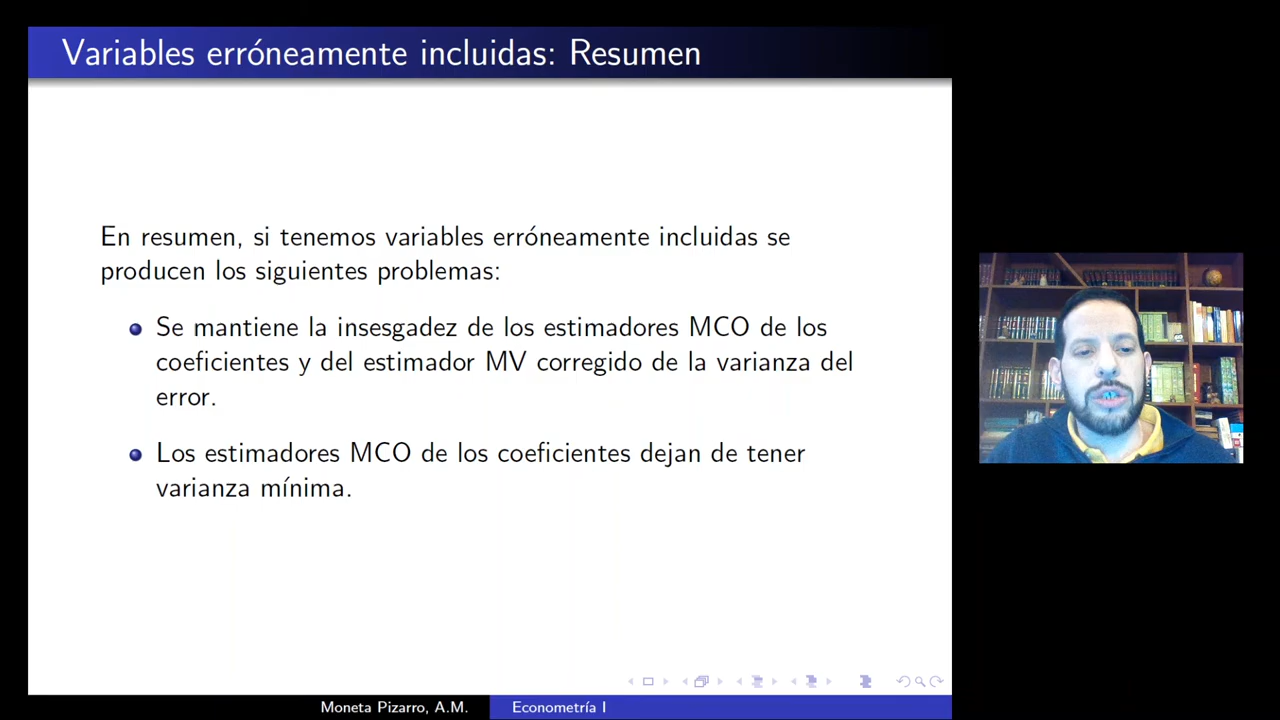 Variables erróneamente incluidas: Resumen
En resumen, si tenemos variables erróneamente incluidas se
producen los siguientes problemas:
Se mantiene la insesgadez de los estimadores MCO de los
coeficientes y del estimador MV corregido de la varianza del
error.
Los estimadores MCO de los coeficientes dejan de tener
varianza mínima.
Moneta Pizarro, A.M.
Econometría I